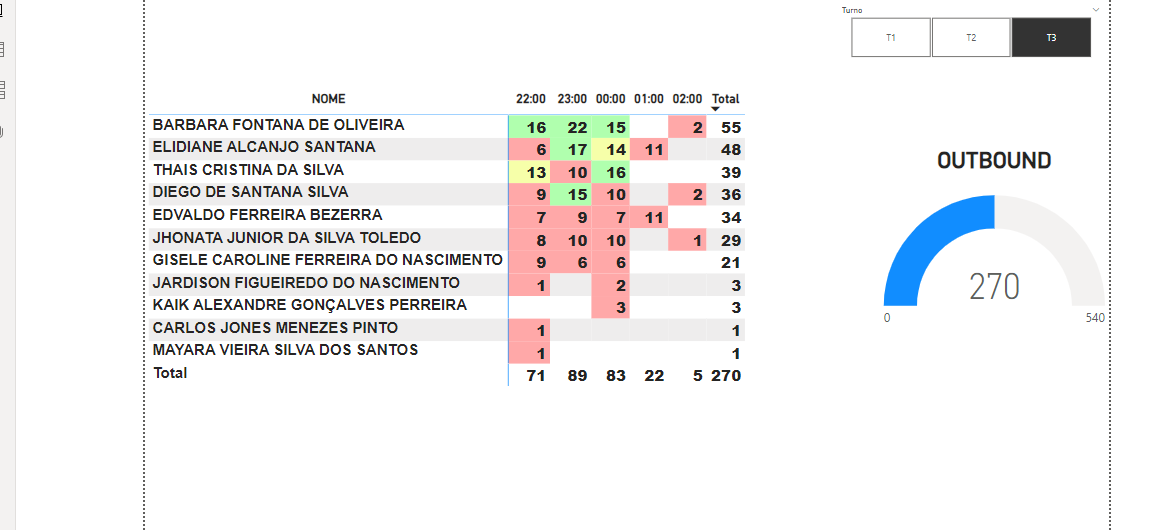 Turno
T1 T2 T3
NOME 22:00 23:00 00:00 01:00 02:00 Total
BARBARA FONTANA DE OLIVEIRA 16 22 15 2 55
ELIDIANE ALCANJO SANTANA 6 17 14 11 48
THAIS CRISTINA DA SILVA 13 10 16 39
DIEGO DE SANTANA SILVA 9 15 10 2 36
EDVALDO FERREIRA BEZERRA 7 9 7 11 34
JHONATA JUNIOR DA SILVA TOLEDO 8 10 10 1 29
GISELE CAROLINE FERREIRA DO NASCIMENTO 9 6 6 21
JARDISON FIGUEIREDO DO NASCIMENTO 1 2 3
KAIK ALEXANDRE GONÇALVES PERREIRA 3 3
CARLOS JONES MENEZES PINTO 1 1
MAYARA VIEIRA SILVA DOS SANTOS 1 1
Total 71 89 83 22 5 270
OUTBOUND
270
0 540